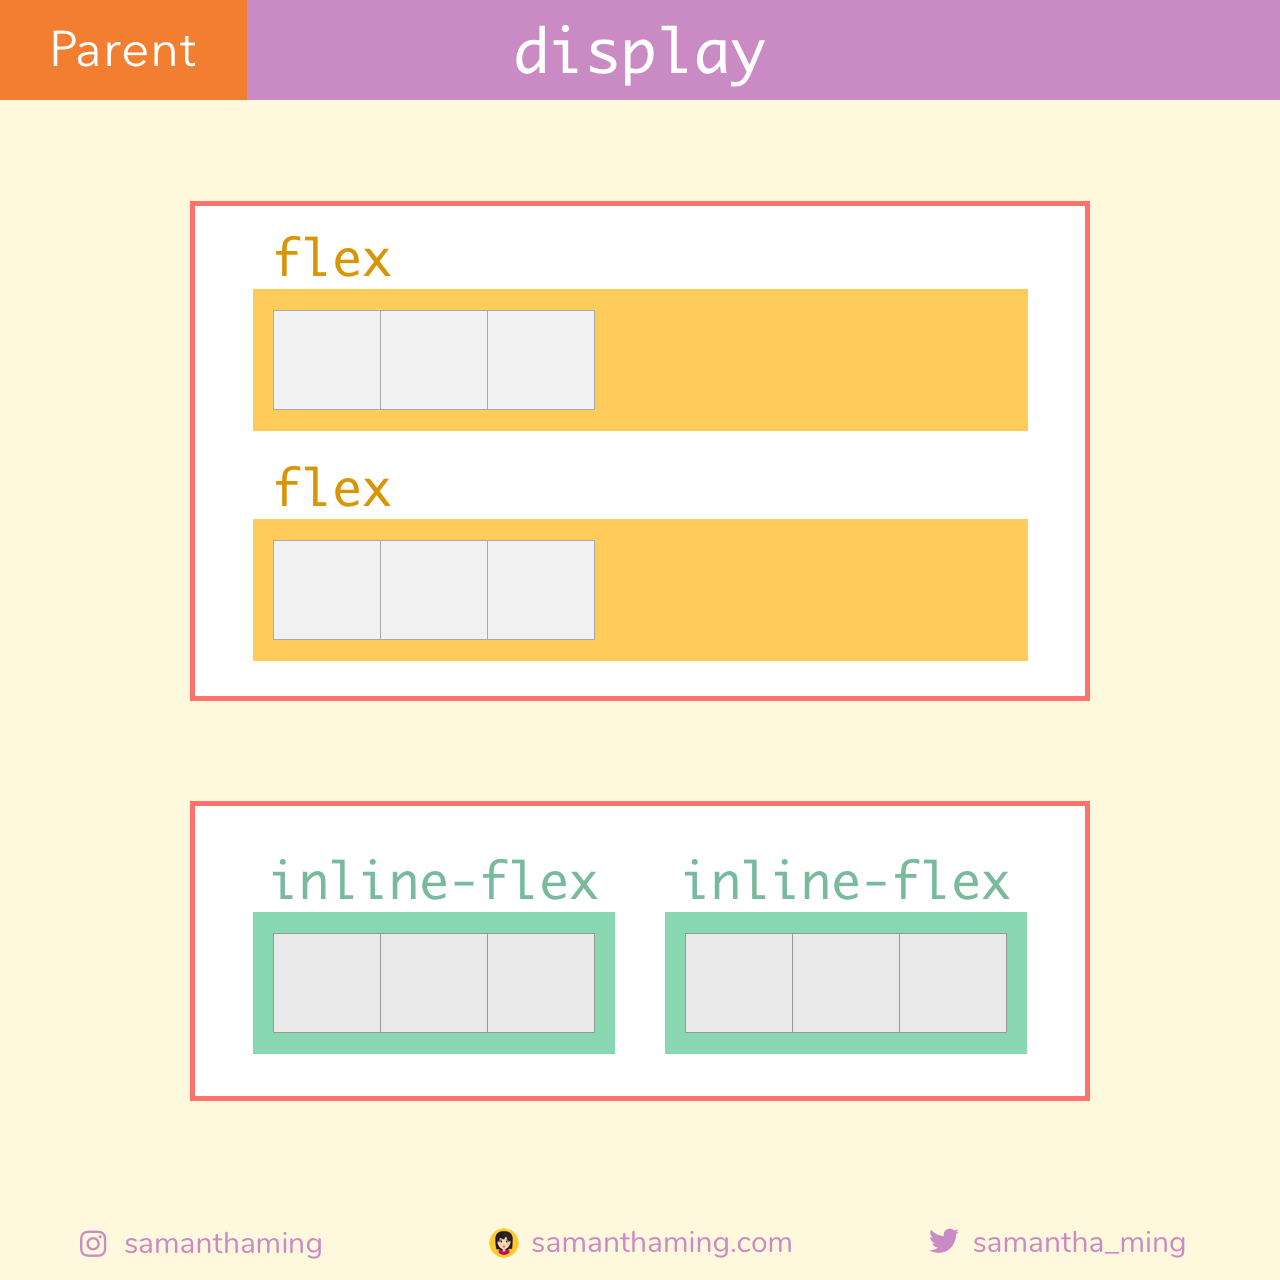 Parent
display
flex
flex
inline-flex inline-flex
samanthaming samanthaming.com samantha_ming